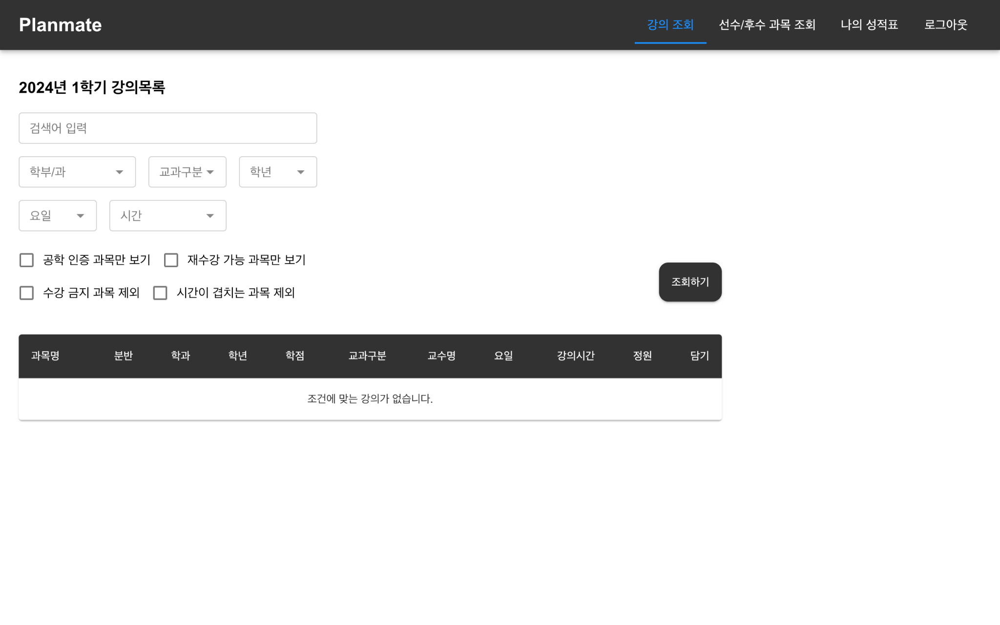 Planmate 강의 조회 선수/후수 과목 조회 나의 성적표 로그아웃
2024년 1학기 강의목록
검색어 입력
학부/과 교과구분 학년
요일 시간
공학 인증 과목만 보기 재수강 가능 과목만 보기
수강 금지 과목 제외 시간이 겹치는 과목 제외
조회하기
과목명 분반 학과 학년 학점 교과구분 교수명 요일 강의시간 정원 담기
조건에 맞는 강의가 없습니다.